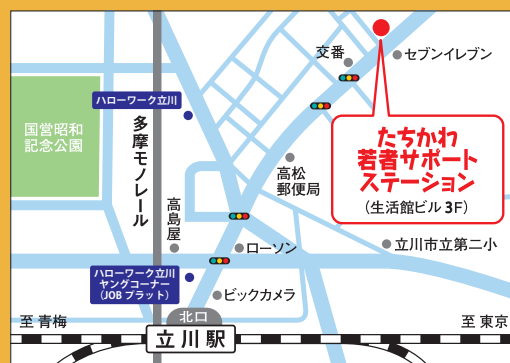 交番
セブンイレブン
ハローワーク立川
国営昭和
記念公園
多摩モノレール
たちかわ
若者サポート
ステーション
(生活館ビル3F)
高松
郵便局
高島屋
ローソン
立川市立第二小
ハローワーク立川
ヤングコーナー
(JOBプラット)
ビックカメラ
北口
至 青梅
立川駅
至 東京